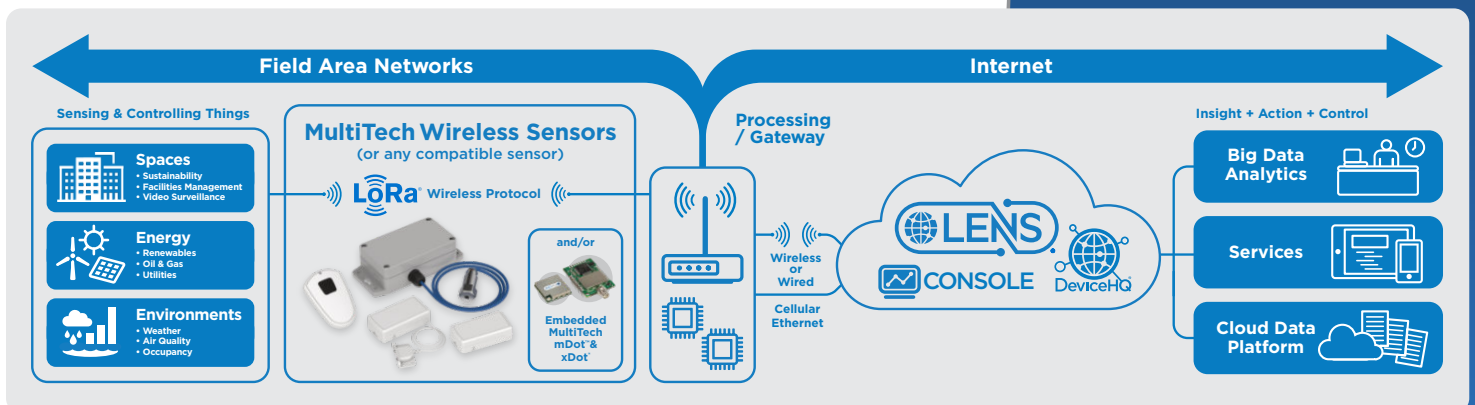 Field Area Networks
Internet
Sensing & Controlling Things
Spaces
• Sustainability
• Facilities Management
• Video Surveillance
Energy
• Renewables
• Oil & Gas
• Utilities
Environments
• Weather
• Air Quality
• Occupancy
MultiTech Wireless Sensors
(or any compatible sensor)
LoRa® Wireless Protocol
and/or
Embedded
MultiTech
mDot™ &
xDot®
Processing
/ Gateway
Wireless
or
Wired
Cellular
Ethernet
LENS
CONSOLE
DeviceHQ®
Insight + Action + Control
Big Data
Analytics
Services
Cloud Data
Platform